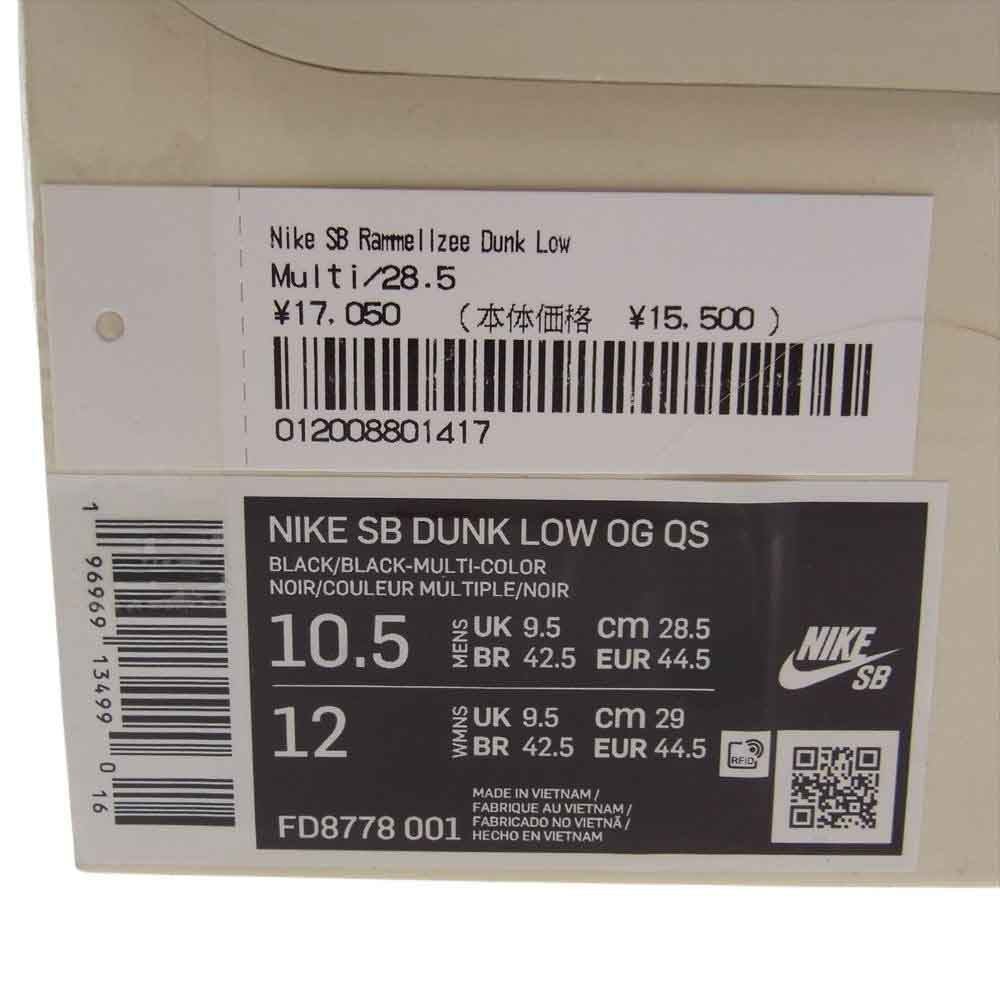 Nike SB Rammellzee Dunk Low
Multi/28.5
¥17,050 (本体価格 ¥15,500 )
012008801417
1 96969 13499 0 16
NIKE SB DUNK LOW OG QS
BLACK/BLACK-MULTI-COLOR
NOIR/COULEUR MULTIPLE/NOIR
10.5 MENS UK 9.5 cm 28.5
BR 42.5 EUR 44.5
12 WMNS UK 9.5 cm 29
BR 42.5 EUR 44.5
NIKE
SB
RFID
FD8778 001
MADE IN VIETNAM /
FABRIQUE AU VIETNAM /
FABRICADO NO VIETNÃ /
HECHO EN VIETNAM